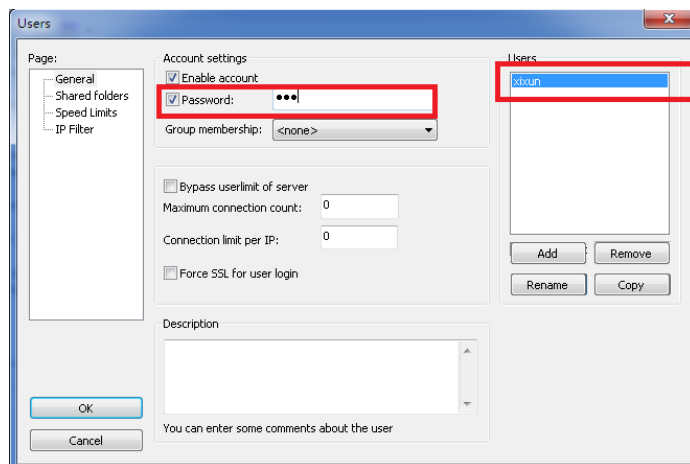 Users
Page:
General
Shared folders
Speed Limits
IP Filter
OK
Cancel
Account settings
Enable account
Password: •••
Group membership: <none>
Bypass userlimit of server
Maximum connection count: 0
Connection limit per IP: 0
Force SSL for user login
Description
You can enter some comments about the user
Users
xixun
Add Remove
Rename Copy